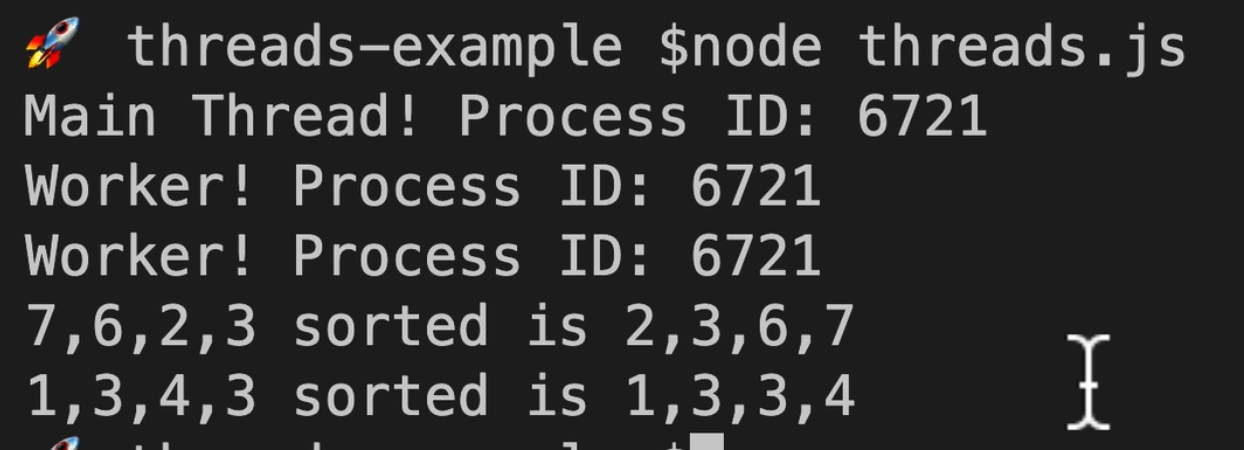 🚀 threads-example $node threads.js
Main Thread! Process ID: 6721
Worker! Process ID: 6721
Worker! Process ID: 6721
7,6,2,3 sorted is 2,3,6,7
1,3,4,3 sorted is 1,3,3,4